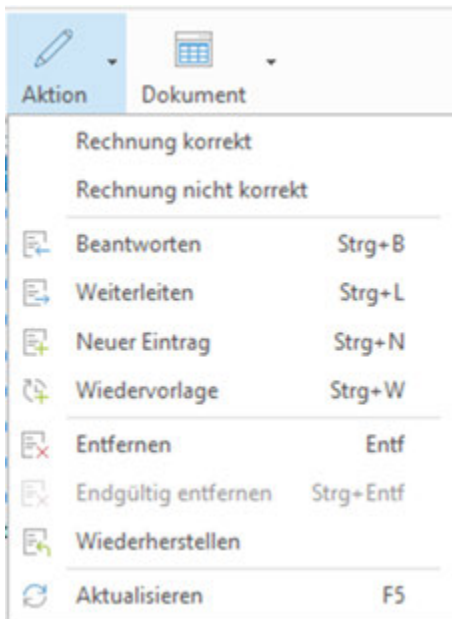 Aktion Dokument
Rechnung korrekt
Rechnung nicht korrekt
Beantworten Strg+B
Weiterleiten Strg+L
Neuer Eintrag Strg+N
Wiedervorlage Strg+W
Entfernen Entf
Endgültig entfernen Strg+Entf
Wiederherstellen
Aktualisieren F5